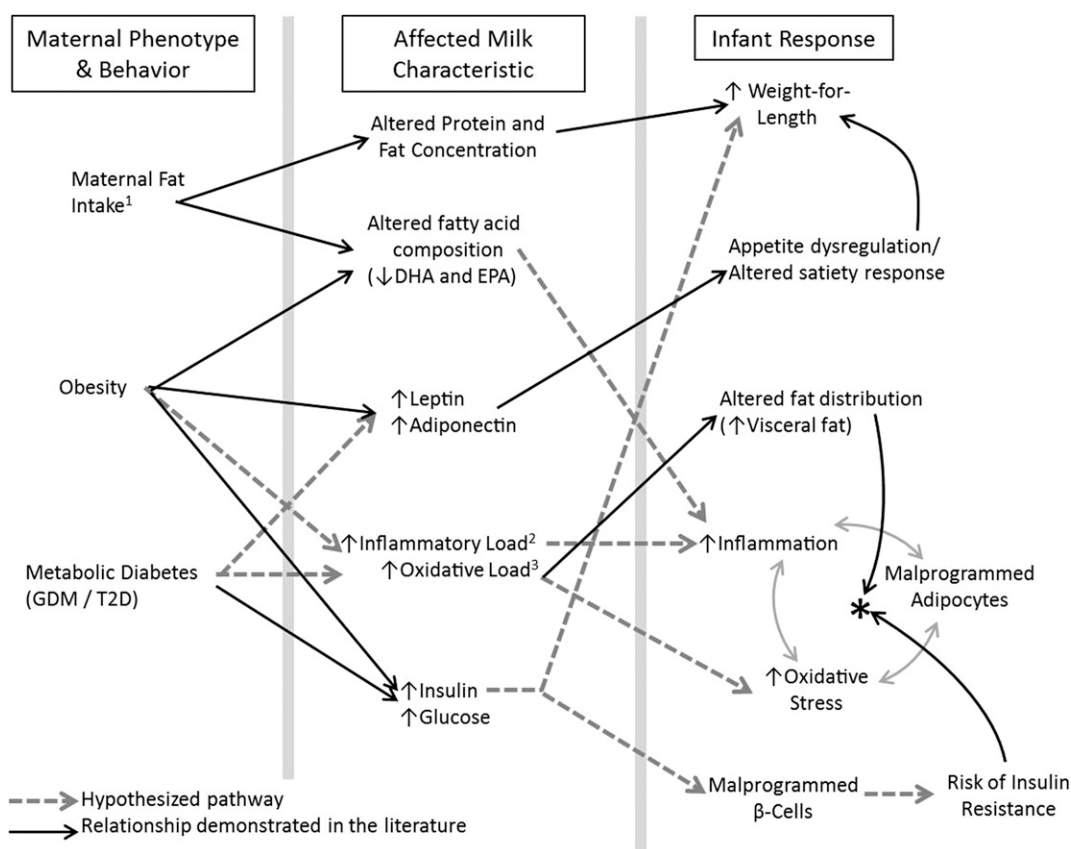 Maternal Phenotype
& Behavior
Affected Milk
Characteristic
Infant Response
↑ Weight-for-
Length
Altered Protein and
Fat Concentration
Maternal Fat
Intake¹
Altered fatty acid
composition
(↓DHA and EPA)
Appetite dysregulation/
Altered satiety response
Obesity
↑Leptin
↑Adiponectin
Altered fat distribution
(↑Visceral fat)
↑Inflammatory Load²
↑Oxidative Load³
↑Inflammation
Metabolic Diabetes
(GDM / T2D)
Malprogrammed
Adipocytes
*
↑Insulin
↑Glucose
↑Oxidative
Stress
Malprogrammed
β-Cells
Risk of Insulin
Resistance
Hypothesized pathway
Relationship demonstrated in the literature